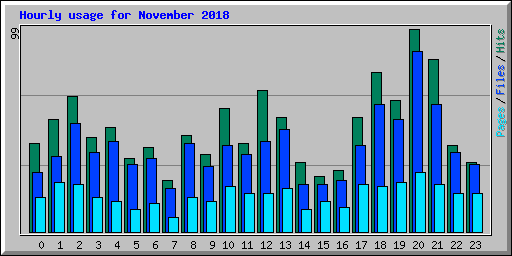 Hourly usage for November 2018
99
Pages/Files/Hits
0 1 2 3 4 5 6 7 8 9 10 11 12 13 14 15 16 17 18 19 20 21 22 23